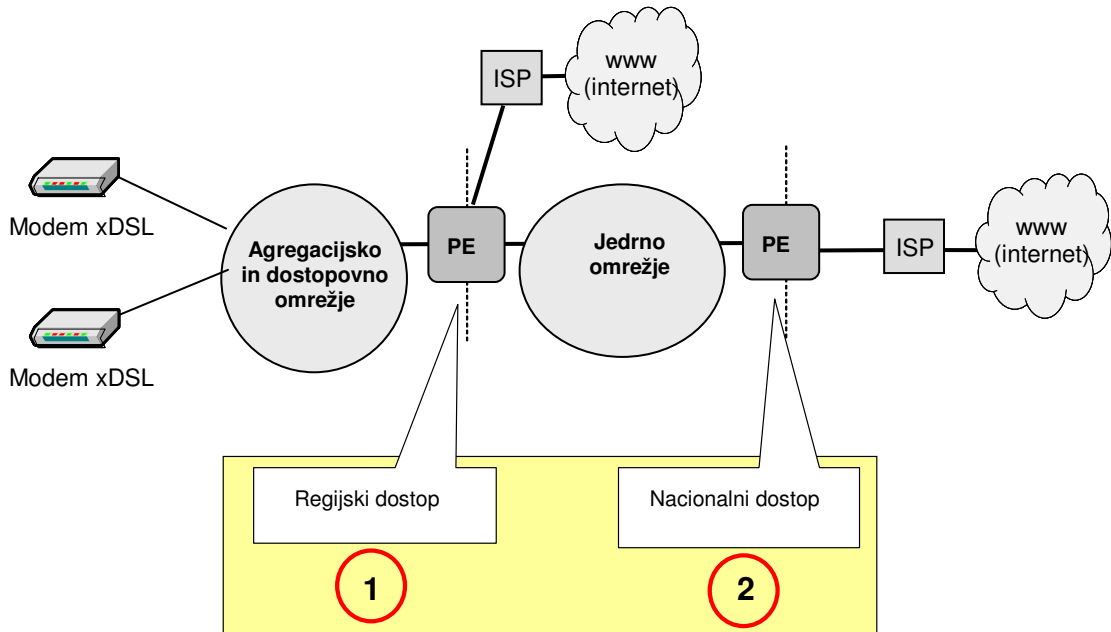 ISP
www
(internet)
Modem xDSL
Agregacijsko
in dostopovno
omrežje
PE
Jedrno
omrežje
PE
ISP
www
(internet)
Modem xDSL
Regijski dostop
Nacionalni dostop
1
2